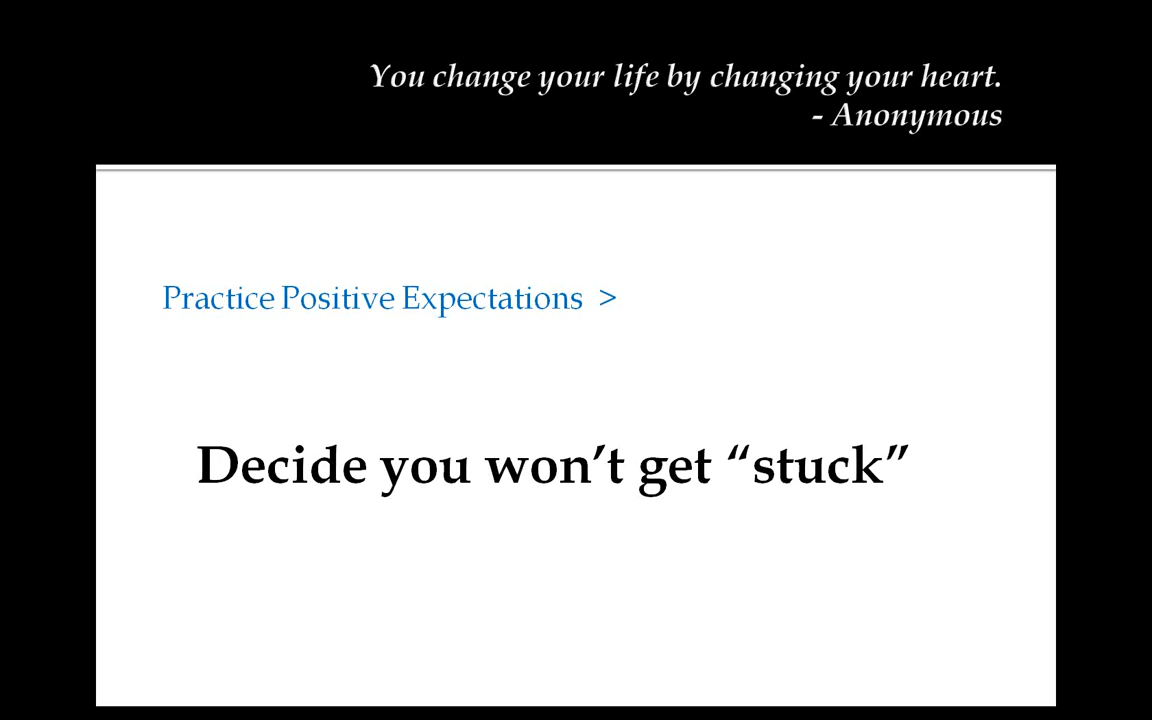 You change your life by changing your heart.
- Anonymous
Practice Positive Expectations >
Decide you won’t get “stuck”